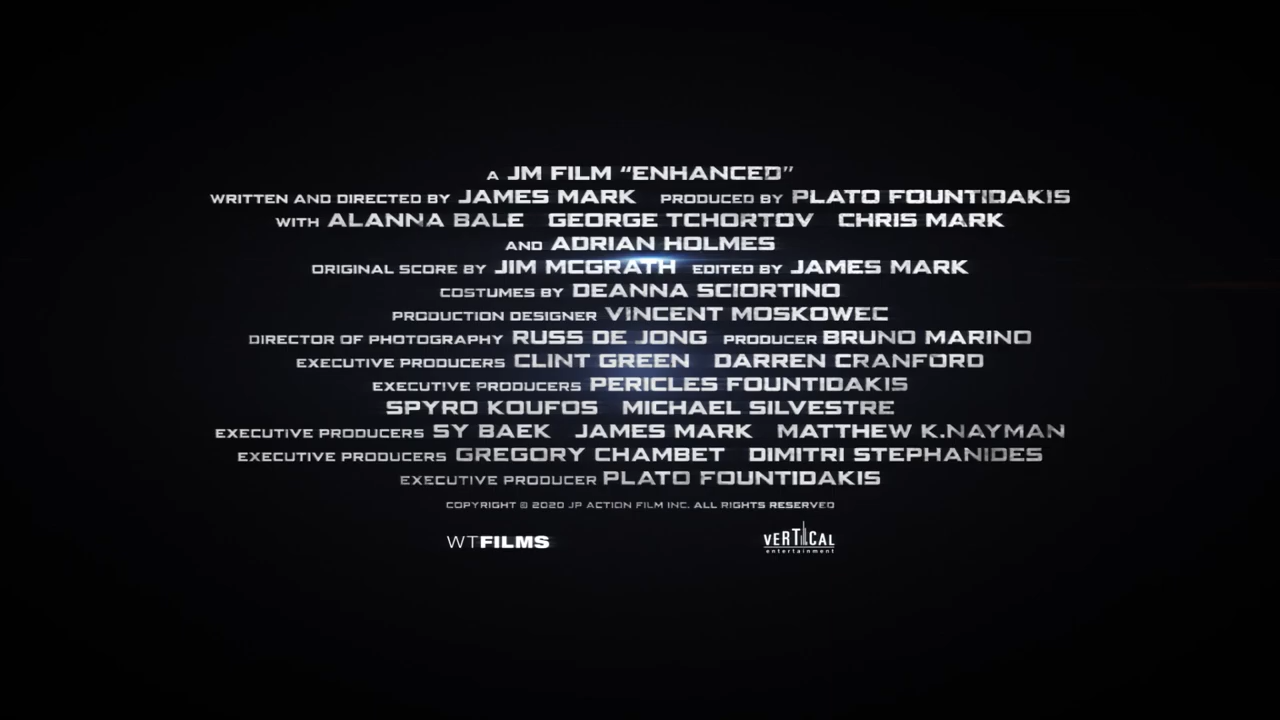 A JM FILM “ENHANCED”
WRITTEN AND DIRECTED BY JAMES MARK PRODUCED BY PLATO FOUNTIDAKIS
WITH ALANNA BALE GEORGE TCHORTOV CHRIS MARK
AND ADRIAN HOLMES
ORIGINAL SCORE BY JIM MCGRATH EDITED BY JAMES MARK
COSTUMES BY DEANNA SCIORTINO
PRODUCTION DESIGNER VINCENT MOSKOWEC
DIRECTOR OF PHOTOGRAPHY RUSS DE JONG PRODUCER BRUNO MARINO
EXECUTIVE PRODUCERS CLINT GREEN DARREN CRANFORD
EXECUTIVE PRODUCERS PERICLES FOUNTIDAKIS
SPYRO KOUFOS MICHAEL SILVESTRE
EXECUTIVE PRODUCERS SY BAEK JAMES MARK MATTHEW K.NAYMAN
EXECUTIVE PRODUCERS GREGORY CHAMBET DIMITRI STEPHANIDES
EXECUTIVE PRODUCER PLATO FOUNTIDAKIS
COPYRIGHT © 2020 JP ACTION FILM INC. ALL RIGHTS RESERVED
WTFILMS VERTICAL
entertainment